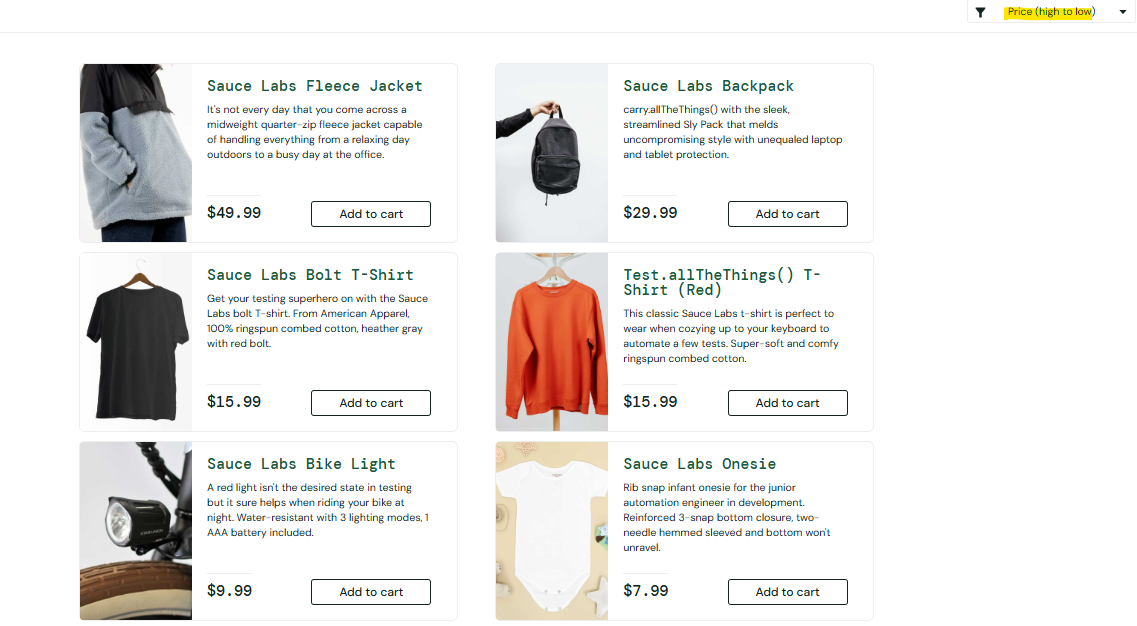 Price (high to low)
Sauce Labs Fleece Jacket
It's not every day that you come across a
midweight quarter-zip fleece jacket capable
of handling everything from a relaxing day
outdoors to a busy day at the office.
$49.99
Add to cart
Sauce Labs Backpack
carry.allTheThings() with the sleek,
streamlined Sly Pack that melds
uncompromising style with unequaled laptop
and tablet protection.
$29.99
Add to cart
Sauce Labs Bolt T-Shirt
Get your testing superhero on with the Sauce
Labs bolt T-shirt. From American Apparel,
100% ringspun combed cotton, heather gray
with red bolt.
$15.99
Add to cart
Test.allTheThings() T-
Shirt (Red)
This classic Sauce Labs t-shirt is perfect to
wear when cozying up to your keyboard to
automate a few tests. Super-soft and comfy
ringspun combed cotton.
$15.99
Add to cart
Sauce Labs Bike Light
A red light isn't the desired state in testing
but it sure helps when riding your bike at
night. Water-resistant with 3 lighting modes, 1
AAA battery included.
$9.99
Add to cart
Sauce Labs Onesie
Rib snap infant onesie for the junior
automation engineer in development.
Reinforced 3-snap bottom closure, two-
needle hemmed sleeved and bottom won't
unravel.
$7.99
Add to cart